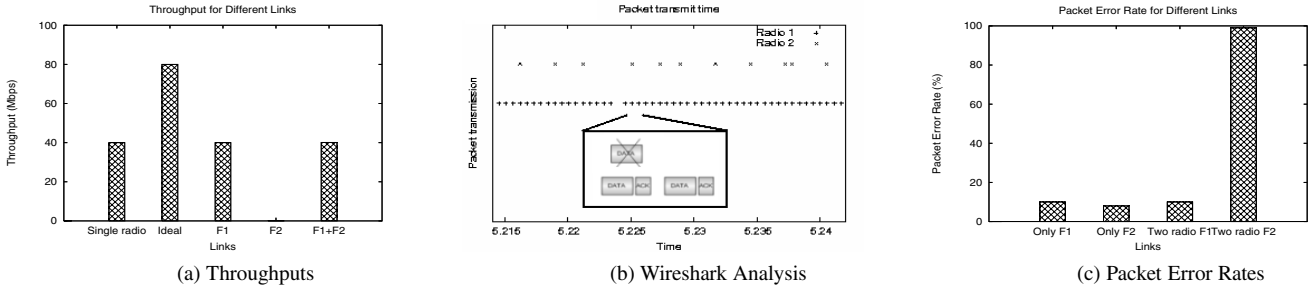 Throughput for Different Links
Throughput (Mbps)
100
80
60
40
20
0
Single radio Ideal F1 F2 F1+F2
Links
(a) Throughputs
Packet transmit time
Radio 1
Radio 2
Packet transmission
DATA
DATA ACK DATA ACK
5.215 5.22 5.225 5.23 5.235 5.24
Time
(b) Wireshark Analysis
Packet Error Rate for Different Links
Packet Error Rate (%)
100
80
60
40
20
0
Only F1 Only F2 Two radio F1 Two radio F2
Links
(c) Packet Error Rates